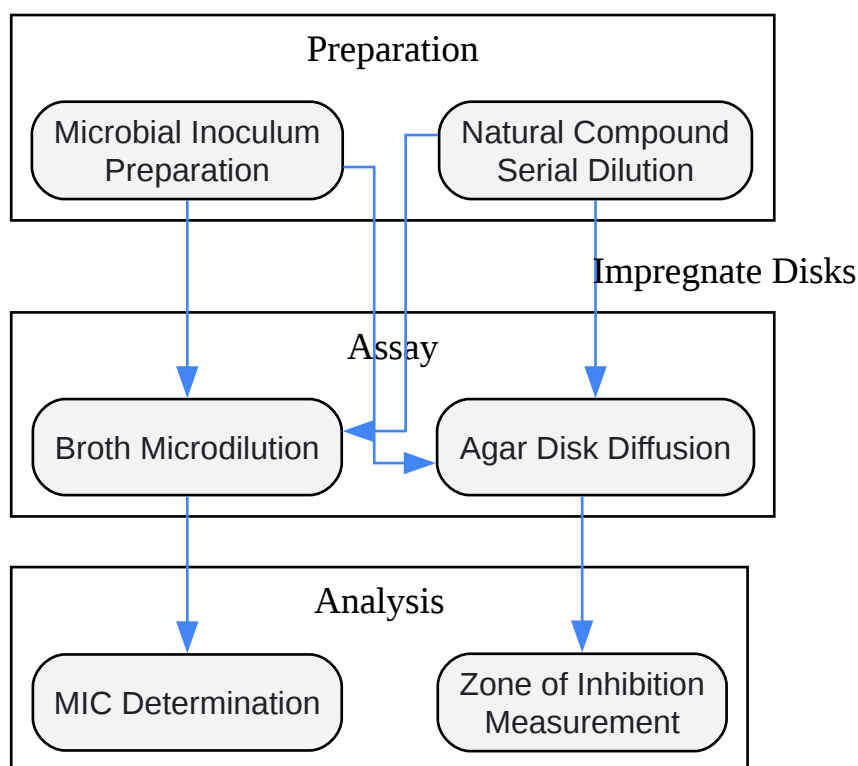 Preparation
Microbial Inoculum
Preparation
Natural Compound
Serial Dilution
Impregnate Disks
Assay
Broth Microdilution
Agar Disk Diffusion
Analysis
MIC Determination
Zone of Inhibition
Measurement